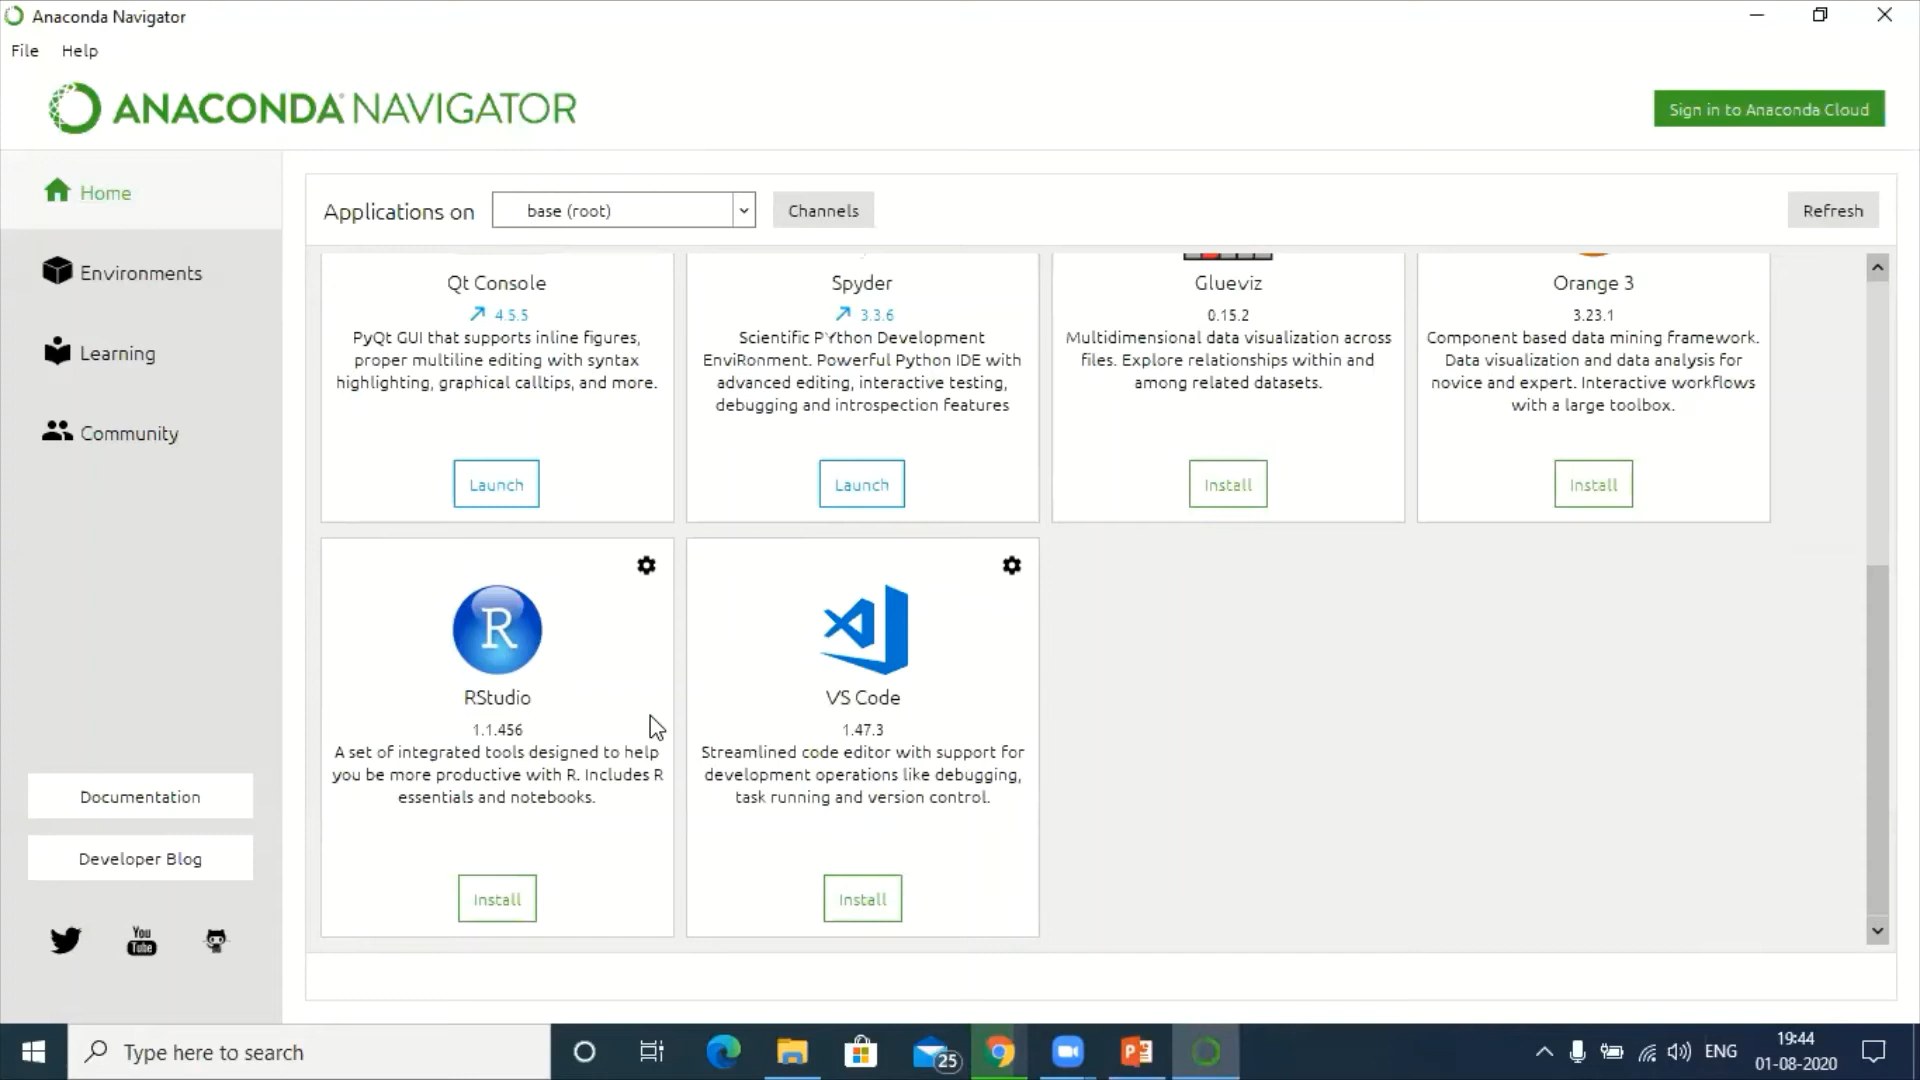 Anaconda Navigator
File Help
ANACONDA NAVIGATOR
Sign in to Anaconda Cloud
Home
Environments
Learning
Community
Documentation
Developer Blog
You
Tube
Applications on base (root) Channels Refresh
Qt Console
4.5.5
PyQt GUI that supports inline figures,
proper multiline editing with syntax
highlighting, graphical calltips, and more.
Launch
Spyder
3.3.6
Scientific PYthon Development
EnviRonment. Powerful Python IDE with
advanced editing, interactive testing,
debugging and introspection features
Launch
Glueviz
0.15.2
Multidimensional data visualization across
files. Explore relationships within and
among related datasets.
Install
Orange 3
3.23.1
Component based data mining framework.
Data visualization and data analysis for
novice and expert. Interactive workflows
with a large toolbox.
Install
R
RStudio
1.1.456
A set of integrated tools designed to help
you be more productive with R. Includes R
essentials and notebooks.
Install
VS Code
1.47.3
Streamlined code editor with support for
development operations like debugging,
task running and version control.
Install
Type here to search
25
ENG
19:44
01-08-2020